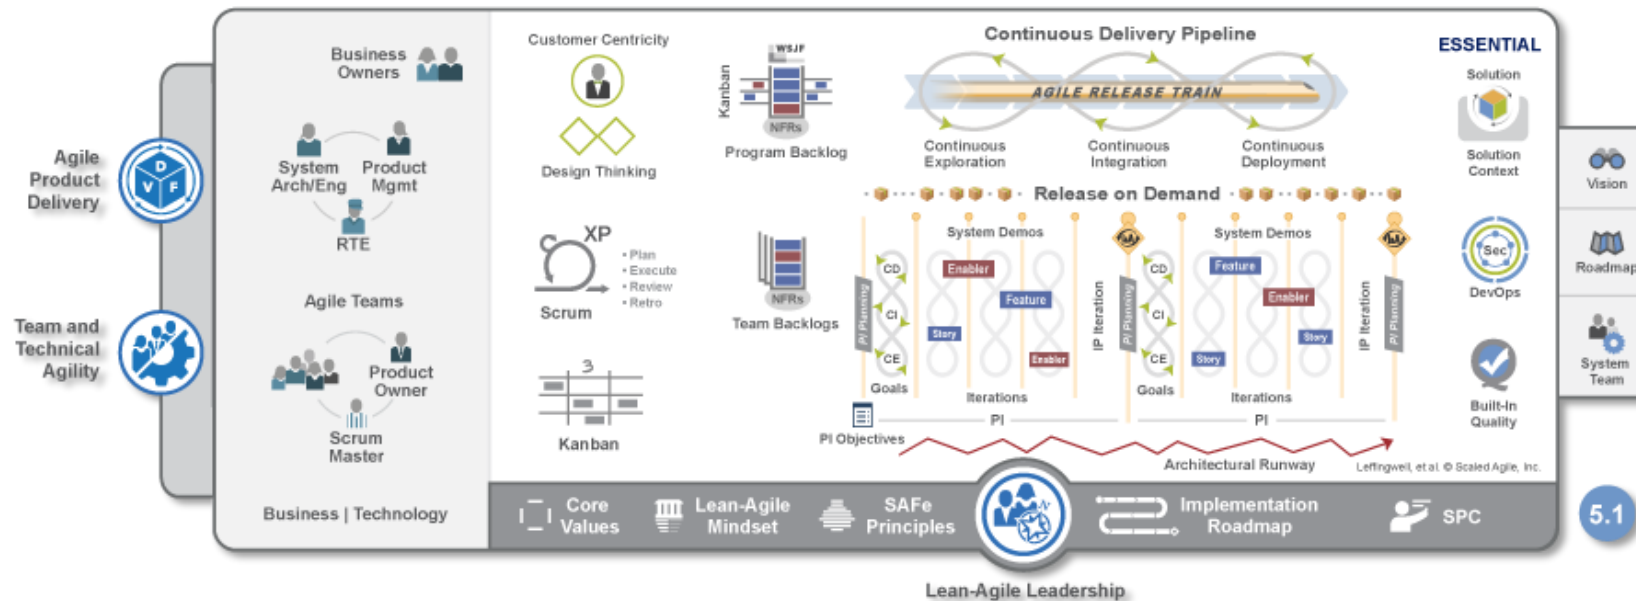 Agile
Product
Delivery
D
V
F
Team and
Technical
Agility
Business
Owners
System
Arch/Eng
Product
Mgmt
RTE
Agile Teams
Product
Owner
Scrum
Master
Business | Technology
Customer Centricity
Design Thinking
XP
• Plan
• Execute
• Review
• Retro
Scrum
3
Kanban
WSJF
Kanban
NFRs
Program Backlog
NFRs
Team Backlogs
Continuous Delivery Pipeline
AGILE RELEASE TRAIN
Continuous
Exploration
Continuous
Integration
Continuous
Deployment
Release on Demand
System Demos
System Demos
PI Planning
CD
CI
CE
Goals
Enabler
Feature
Story
Enabler
Iterations
IP Iteration
I&A
PI Planning
CD
CI
CE
Goals
Feature
Enabler
Story
Story
Iterations
IP Iteration
I&A
PI Planning
PI
PI
PI Objectives
Architectural Runway
Leffingwell, et al. © Scaled Agile, Inc.
ESSENTIAL
Solution
Solution
Context
Sec
DevOps
Built-In
Quality
Vision
Roadmap
System
Team
Core
Values
Lean-Agile
Mindset
SAFe
Principles
N
Implementation
Roadmap
SPC
5.1
Lean-Agile Leadership